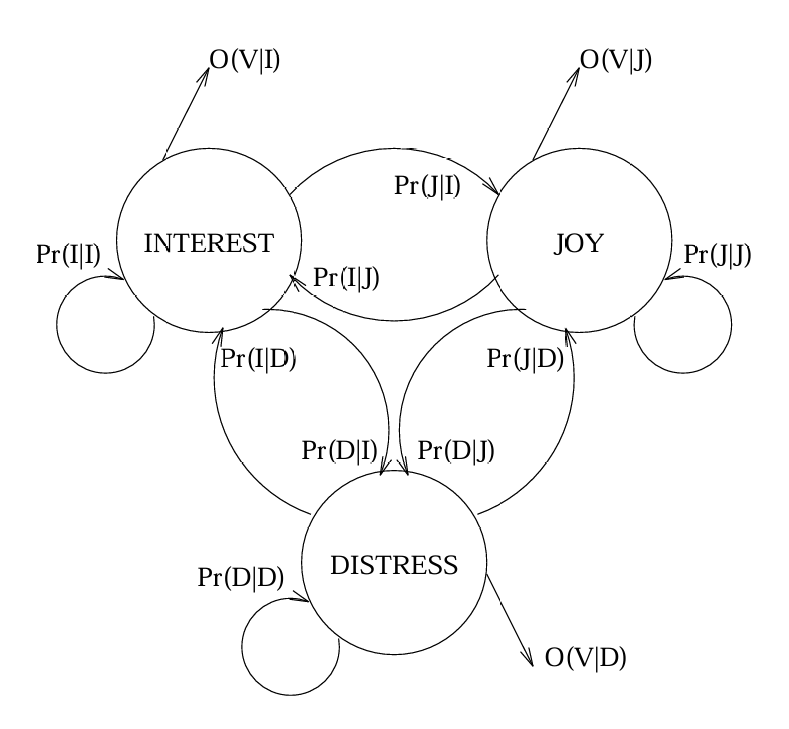 O(V|I)
O(V|J)
Pr(J|I)
INTEREST
JOY
Pr(I|I)
Pr(J|J)
Pr(I|J)
Pr(I|D)
Pr(J|D)
Pr(D|I)
Pr(D|J)
DISTRESS
Pr(D|D)
O(V|D)